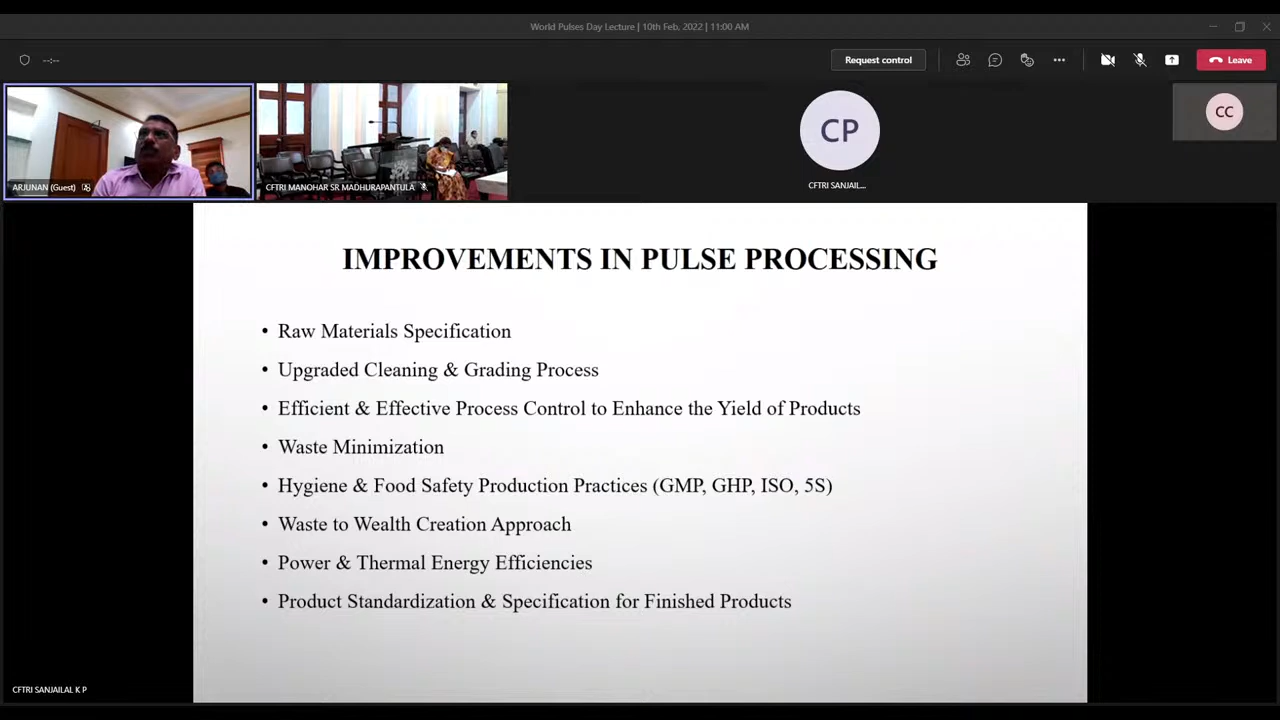 World Pulses Day Lecture | 10th Feb, 2022 | 11:00 AM
--:--
Request control
Leave
ARJUNAN (Guest)
CFTRI MANOHAR SR MADHURAPANTULA
CP
CFTRI SANJAIL...
CC
IMPROVEMENTS IN PULSE PROCESSING
• Raw Materials Specification
• Upgraded Cleaning & Grading Process
• Efficient & Effective Process Control to Enhance the Yield of Products
• Waste Minimization
• Hygiene & Food Safety Production Practices (GMP, GHP, ISO, 5S)
• Waste to Wealth Creation Approach
• Power & Thermal Energy Efficiencies
• Product Standardization & Specification for Finished Products
CFTRI SANJAILAL K P